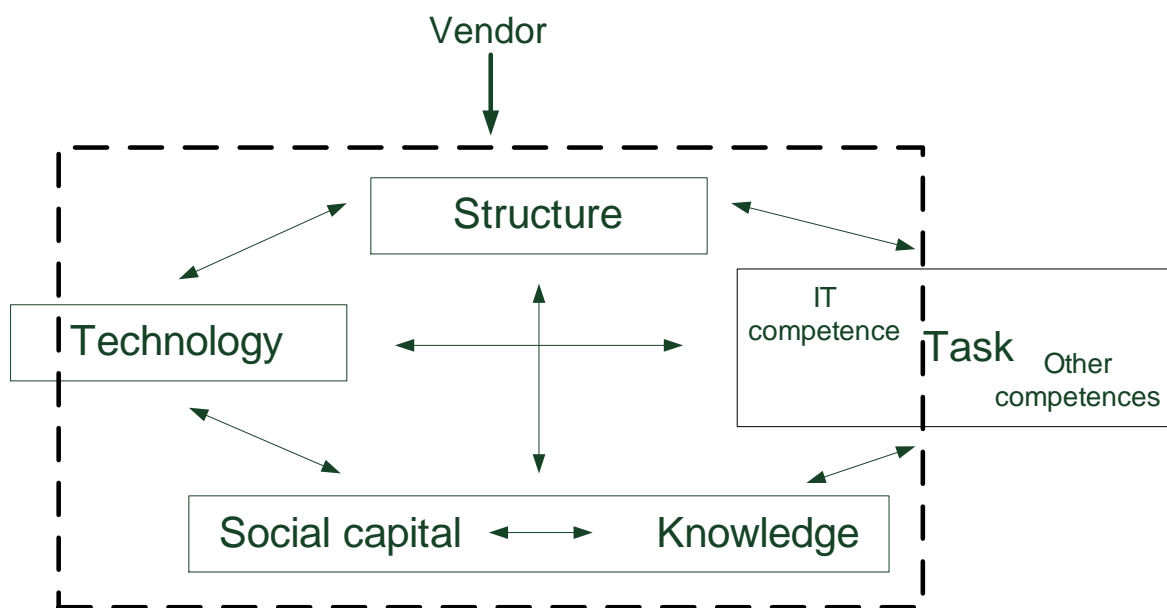 Vendor
Structure
IT
competence
Technology
Task
Other
competences
Social capital
Knowledge